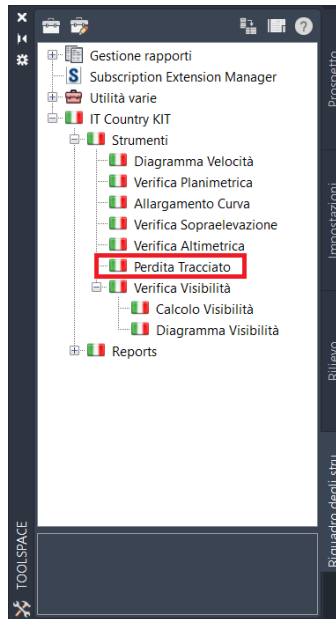 Gestione rapporti
S Subscription Extension Manager
Utilità varie
IT Country KIT
Strumenti
Diagramma Velocità
Verifica Planimetrica
Allargamento Curva
Verifica Sopraelevazione
Verifica Altimetrica
Perdita Tracciato
Verifica Visibilità
Calcolo Visibilità
Diagramma Visibilità
Reports
TOOLSPACE
Prospetto
Impostazioni
Rilievo
Riquadro degli stru